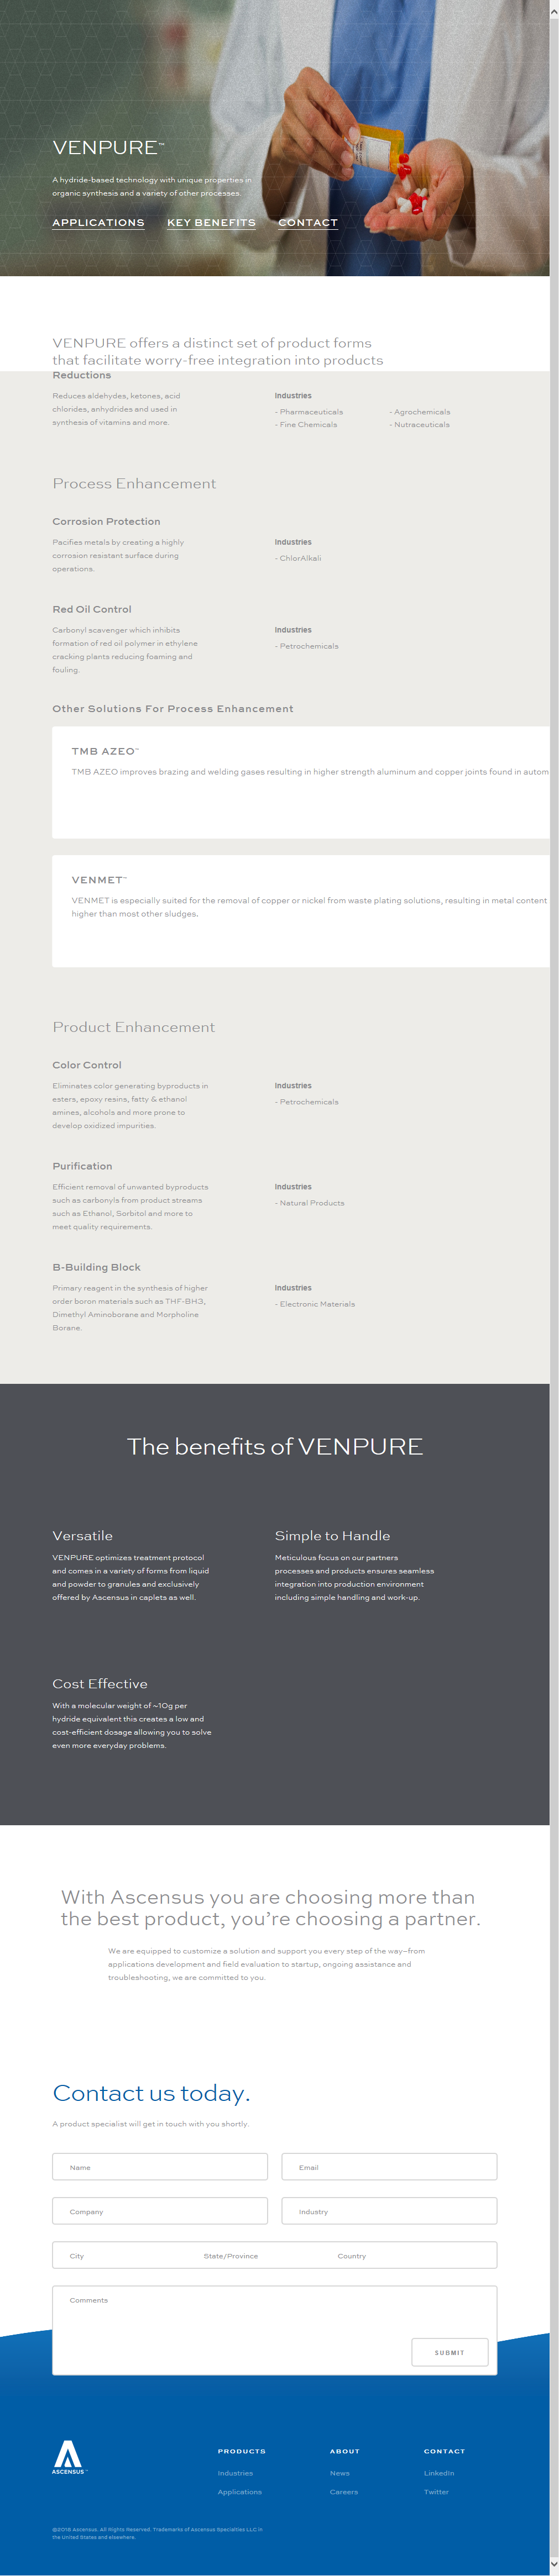 VENPURE™
A hydride-based technology with unique properties in
organic synthesis and a variety of other processes.
APPLICATIONS KEY BENEFITS CONTACT
VENPURE offers a distinct set of product forms
that facilitate worry-free integration into products
Reductions
Reduces aldehydes, ketones, acid
chlorides, anhydrides and used in
synthesis of vitamins and more.
Industries
- Pharmaceuticals
- Fine Chemicals
- Agrochemicals
- Nutraceuticals
Process Enhancement
Corrosion Protection
Pacifies metals by creating a highly
corrosion resistant surface during
operations.
Industries
- ChlorAlkali
Red Oil Control
Carbonyl scavenger which inhibits
formation of red oil polymer in ethylene
cracking plants reducing foaming and
fouling.
Industries
- Petrochemicals
Other Solutions For Process Enhancement
TMB AZEO™
TMB AZEO improves brazing and welding gases resulting in higher strength aluminum and copper joints found in autom
VENMET™
VENMET is especially suited for the removal of copper or nickel from waste plating solutions, resulting in metal content
higher than most other sludges.
Product Enhancement
Color Control
Eliminates color generating byproducts in
esters, epoxy resins, fatty & ethanol
amines, alcohols and more prone to
develop oxidized impurities.
Industries
- Petrochemicals
Purification
Efficient removal of unwanted byproducts
such as carbonyls from product streams
such as Ethanol, Sorbitol and more to
meet quality requirements.
Industries
- Natural Products
B-Building Block
Primary reagent in the synthesis of higher
order boron materials such as THF-BH3,
Dimethyl Aminoborane and Morpholine
Borane.
Industries
- Electronic Materials
The benefits of VENPURE
Versatile
VENPURE optimizes treatment protocol
and comes in a variety of forms from liquid
and powder to granules and exclusively
offered by Ascensus in caplets as well.
Simple to Handle
Meticulous focus on our partners
processes and products ensures seamless
integration into production environment
including simple handling and work-up.
Cost Effective
With a molecular weight of ~10g per
hydride equivalent this creates a low and
cost-efficient dosage allowing you to solve
even more everyday problems.
With Ascensus you are choosing more than
the best product, you're choosing a partner.
We are equipped to customize a solution and support you every step of the way–from
applications development and field evaluation to startup, ongoing assistance and
troubleshooting, we are committed to you.
Contact us today.
A product specialist will get in touch with you shortly.
Name Email
Company Industry
City State/Province Country
Comments
SUBMIT
ASCENSUS™
PRODUCTS
Industries
Applications
ABOUT
News
Careers
CONTACT
LinkedIn
Twitter
©2018 Ascensus. All Rights Reserved. Trademarks of Ascensus Specialties LLC in
the United States and elsewhere.